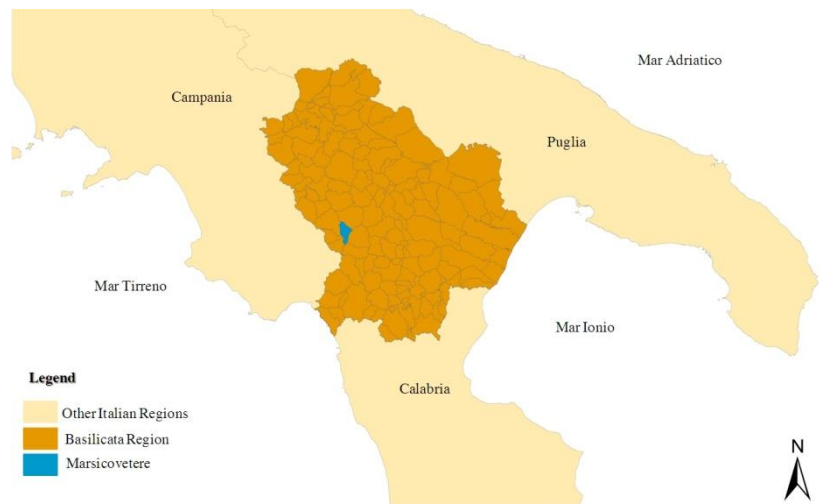 Mar Adriatico
Campania
Puglia
Mar Tirreno
Mar Ionio
Calabria
Legend
Other Italian Regions
Basilicata Region
Marsicovetere
N